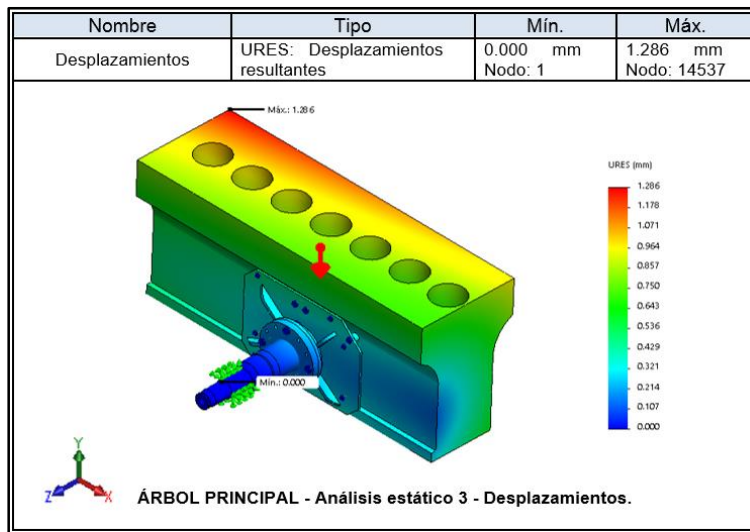 Nombre Tipo Mín. Máx.
Desplazamientos URES: Desplazamientos resultantes 0.000 mm Nodo: 1 1.286 mm Nodo: 14537
Máx.: 1.286
URES (mm)
1.286
1.178
1.071
0.964
0.857
0.750
0.643
0.536
0.429
0.321
0.214
0.107
0.000
Mín.: 0.000
Y
Z
X
ÁRBOL PRINCIPAL - Análisis estático 3 - Desplazamientos.